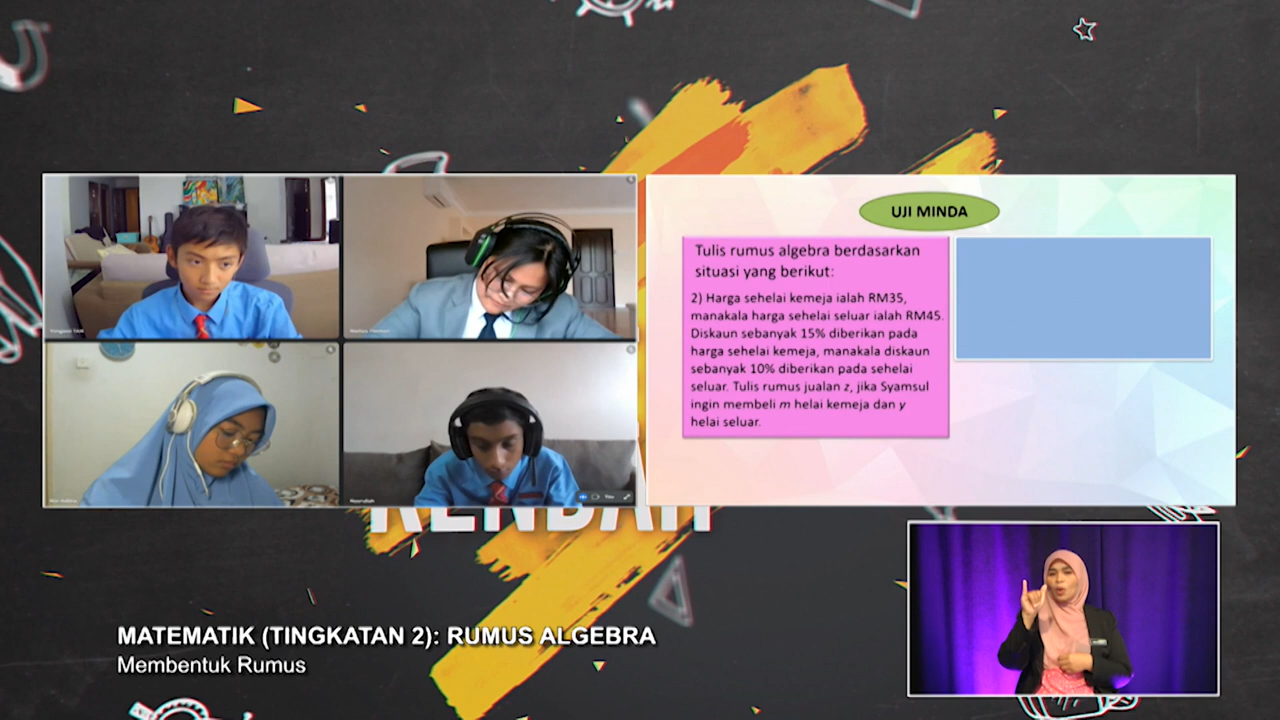 UJI MINDA
Tulis rumus algebra berdasarkan
situasi yang berikut:
2) Harga sehelai kemeja ialah RM35,
manakala harga sehelai seluar ialah RM45.
Diskaun sebanyak 15% diberikan pada
harga sehelai kemeja, manakala diskaun
sebanyak 10% diberikan pada sehelai
seluar. Tulis rumus jualan z, jika Syamsul
ingin membeli m helai kemeja dan y
helai seluar.
MATEMATIK (TINGKATAN 2): RUMUS ALGEBRA
Membentuk Rumus